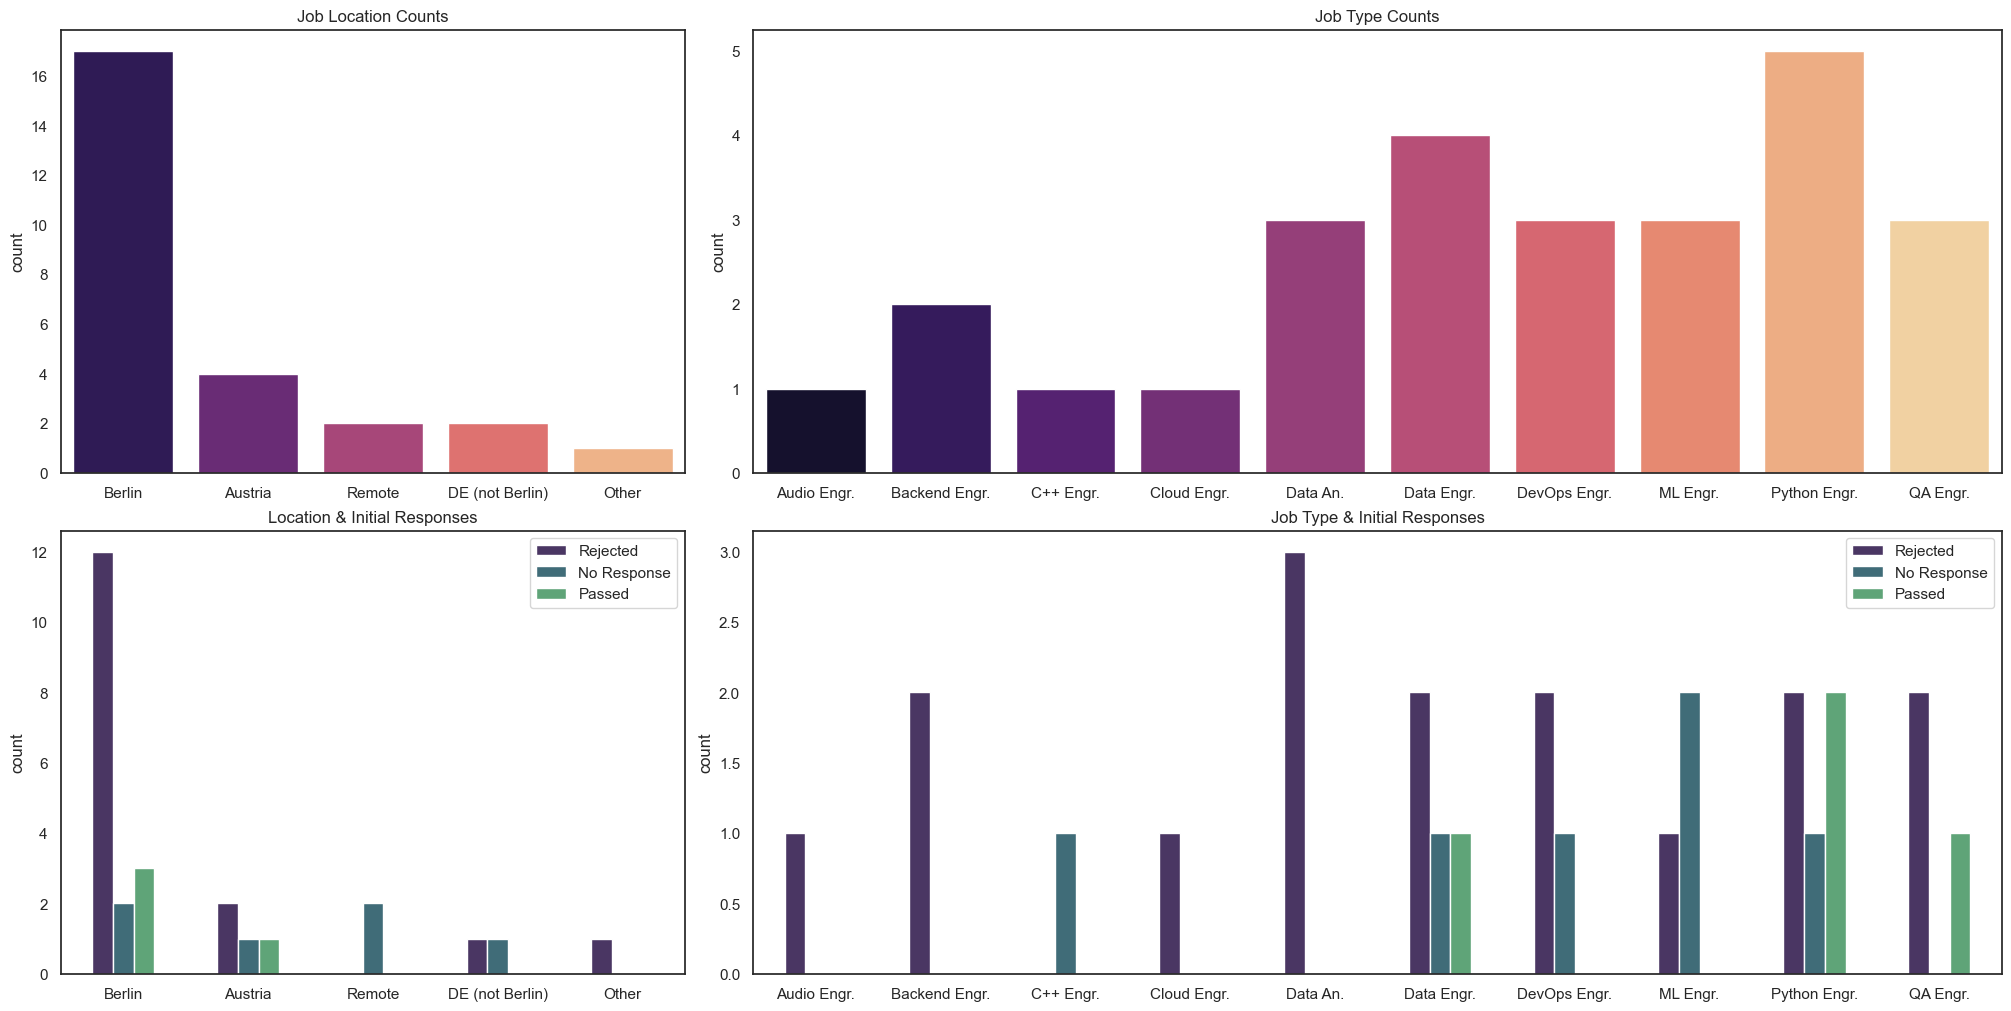 Job Location Counts
count
16
14
12
10
8
6
4
2
0
Berlin
Austria
Remote
DE (not Berlin)
Other
Job Type Counts
count
5
4
3
2
1
0
Audio Engr.
Backend Engr.
C++ Engr.
Cloud Engr.
Data An.
Data Engr.
DevOps Engr.
ML Engr.
Python Engr.
QA Engr.
Location & Initial Responses
Rejected
No Response
Passed
count
12
10
8
6
4
2
0
Berlin
Austria
Remote
DE (not Berlin)
Other
Job Type & Initial Responses
Rejected
No Response
Passed
count
3.0
2.5
2.0
1.5
1.0
0.5
0.0
Audio Engr.
Backend Engr.
C++ Engr.
Cloud Engr.
Data An.
Data Engr.
DevOps Engr.
ML Engr.
Python Engr.
QA Engr.